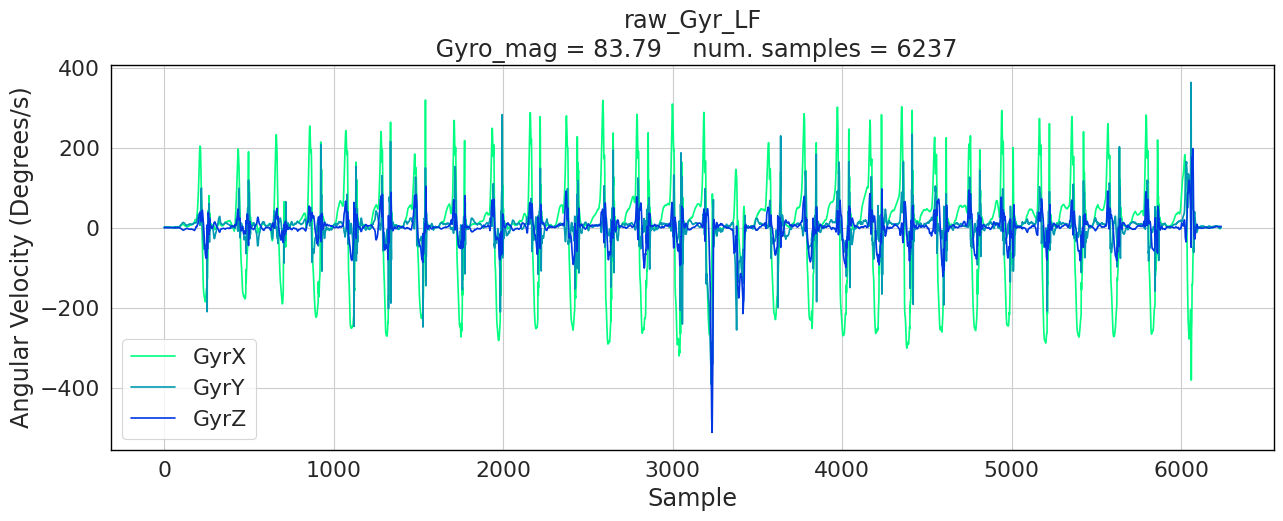 raw_Gyr_LF
Gyro_mag = 83.79    num. samples = 6237
Angular Velocity (Degrees/s)
400
200
0
−200
−400
GyrX
GyrY
GyrZ
0 1000 2000 3000 4000 5000 6000
Sample